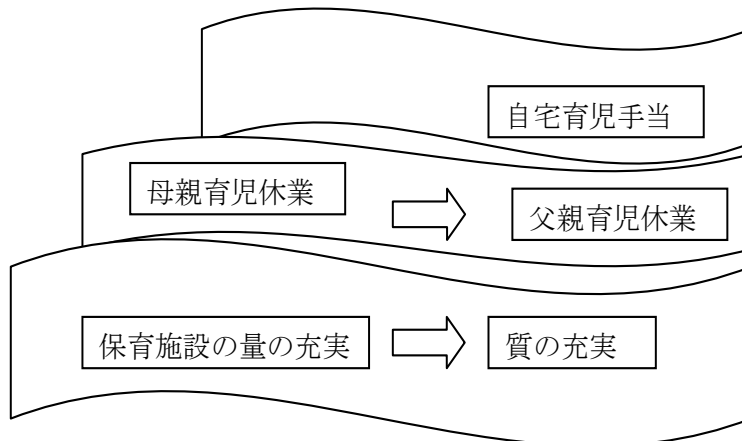 自宅育児手当
母親育児休業
父親育児休業
保育施設の量の充実
質の充実